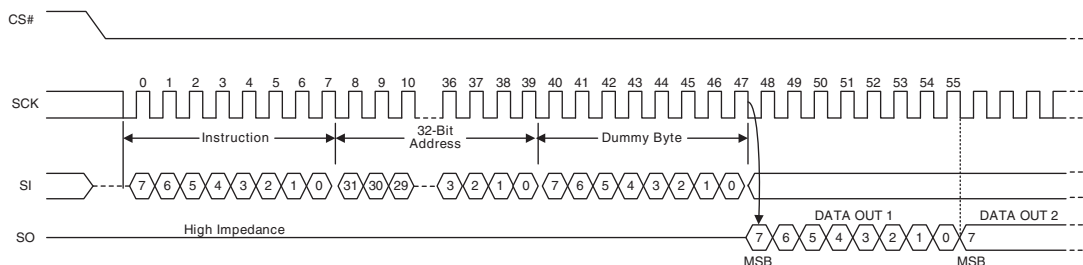 CS#
0 1 2 3 4 5 6 7 8 9 10 36 37 38 39 40 41 42 43 44 45 46 47 48 49 50 51 52 53 54 55
SCK
Instruction 32-Bit Address Dummy Byte
SI 7 6 5 4 3 2 1 0 31 30 29 3 2 1 0 7 6 5 4 3 2 1 0
DATA OUT 1 DATA OUT 2
SO High Impedance 7 6 5 4 3 2 1 0 7
MSB MSB